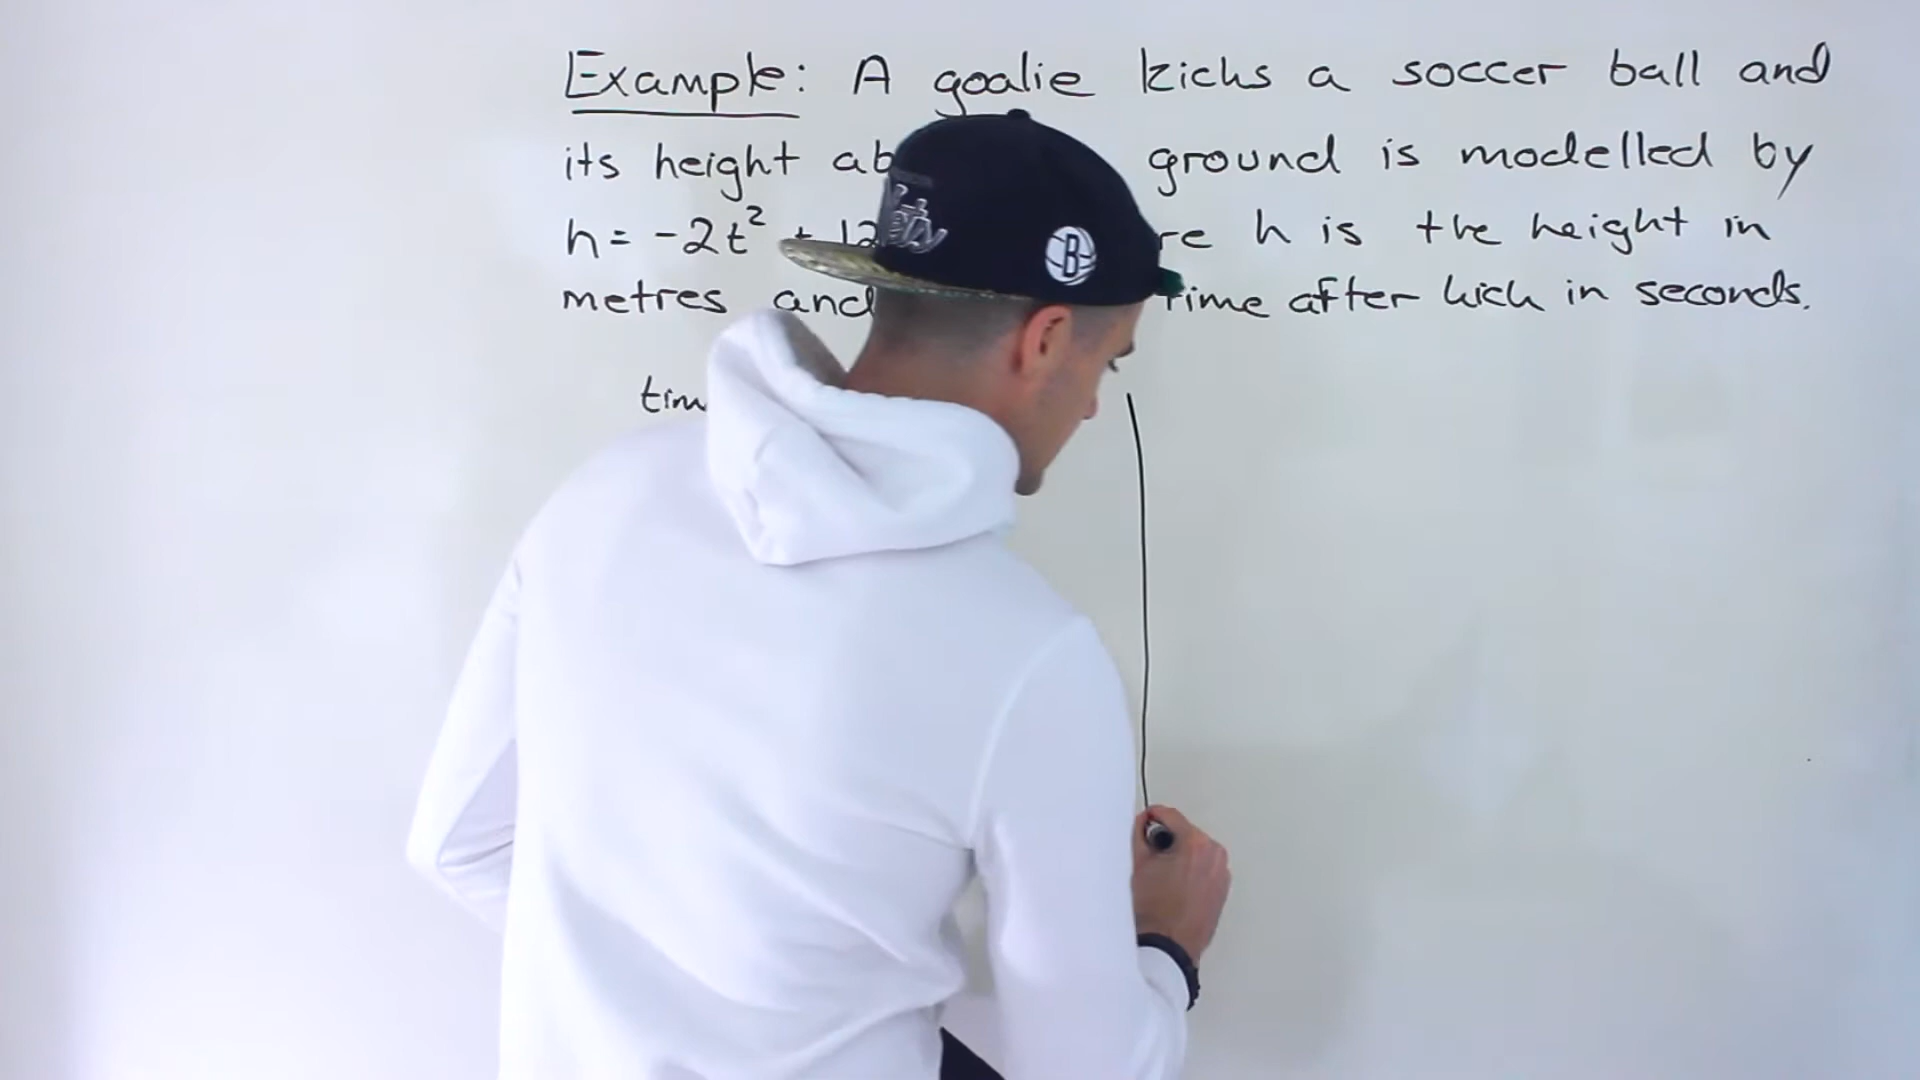 Example: A goalie kicks a soccer ball and
its height ab ground is modelled by
h = -2t² + 12 re h is the height in
metres and time after kick in seconds.
tim
Nets
B